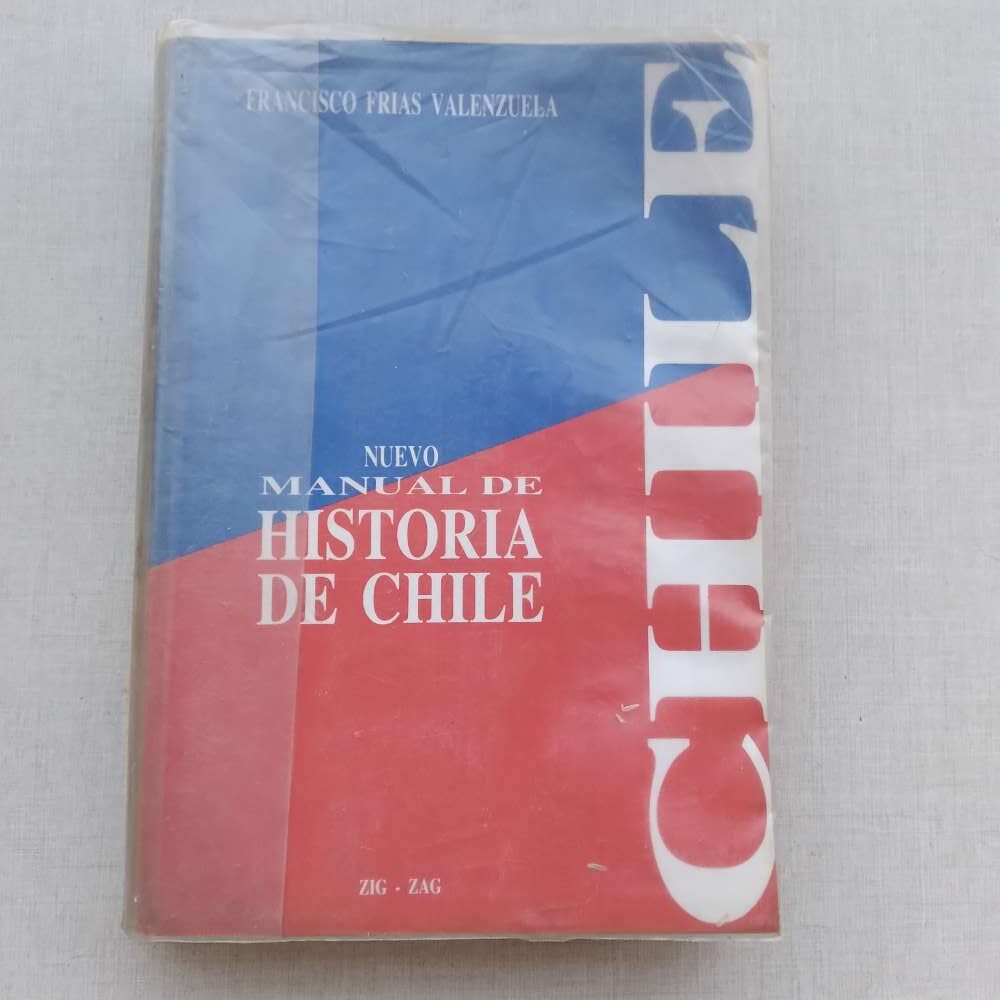 FRANCISCO FRIAS VALENZUELA
NUEVO
MANUAL DE
HISTORIA
DE CHILE
ZIG - ZAG
CHILE